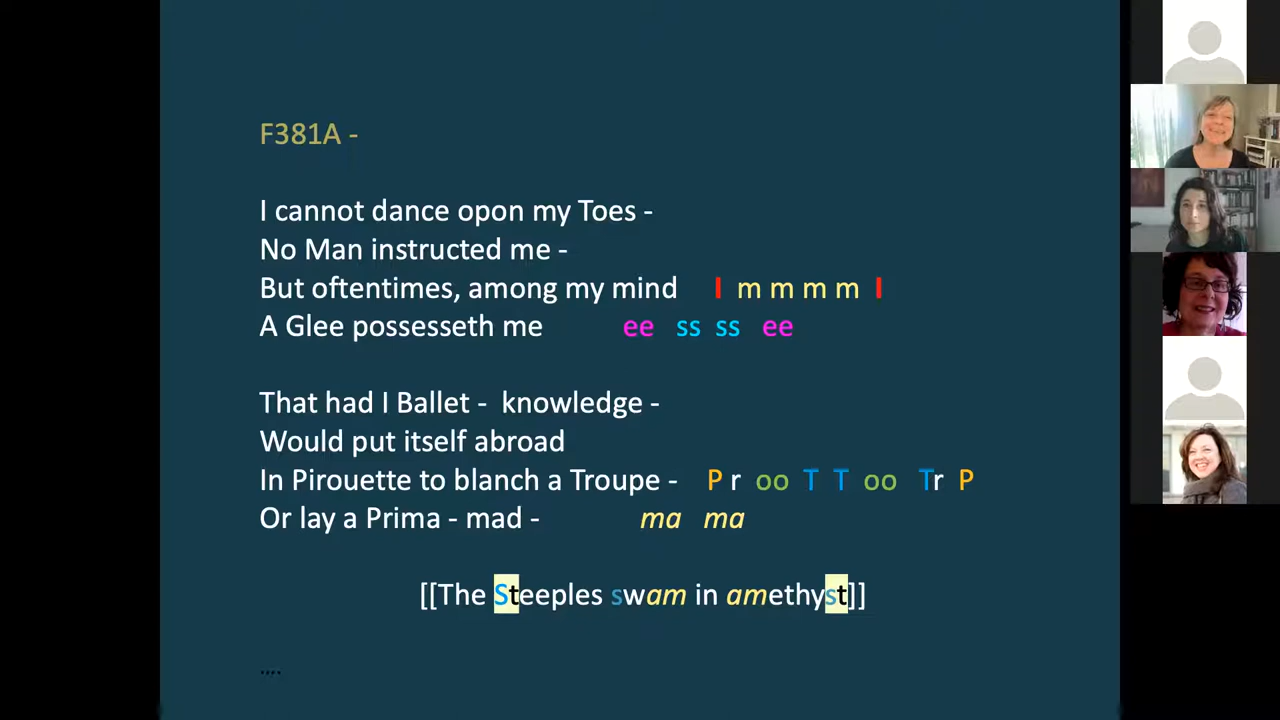 F381A -
I cannot dance opon my Toes -
No Man instructed me -
But oftentimes, among my mind I m m m m I
A Glee possesseth me ee ss ss ee
That had I Ballet - knowledge -
Would put itself abroad
In Pirouette to blanch a Troupe - P r oo T T oo Tr P
Or lay a Prima - mad - ma ma
[[The Steeples swam in amethyst]]
....